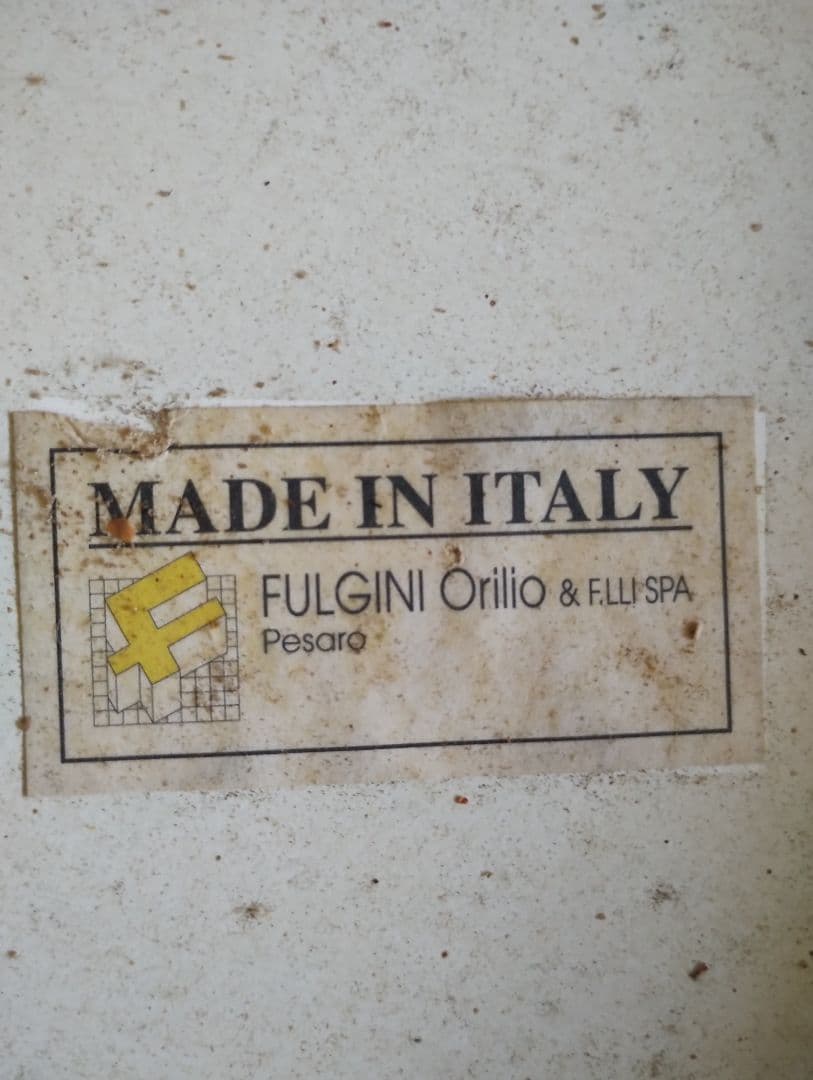 MADE IN ITALY
F
FULGINI Orilio & F.LLI SPA
Pesaro